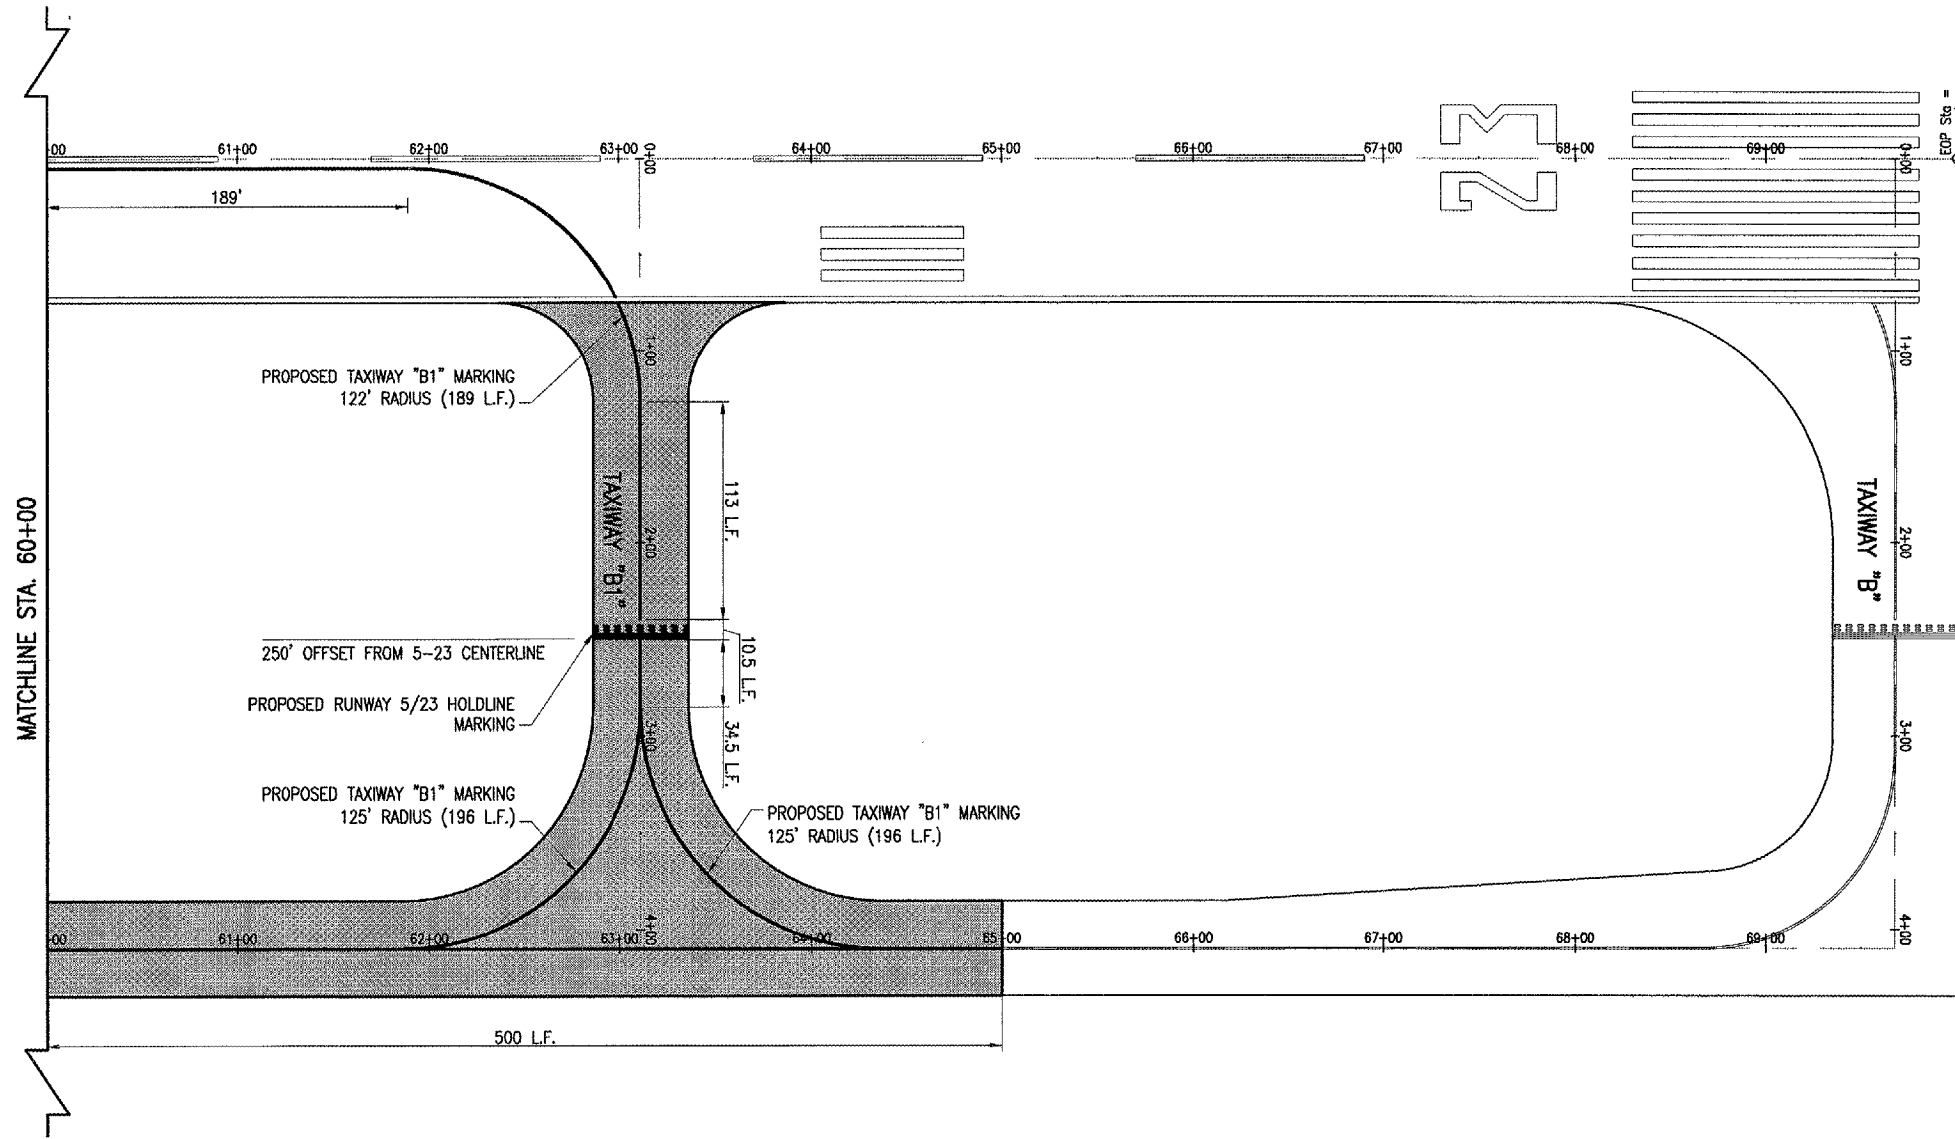 EOP Sta =
+00
61+00
62+00
63+00
0+00
64+00
65+00
66+00
67+00
68+00
69+00
0+00
23
189'
1+00
1+00
PROPOSED TAXIWAY "B1" MARKING
122' RADIUS (189 L.F.)
113 L.F.
TAXIWAY "B1"
TAXIWAY "B"
2+00
2+00
MATCHLINE STA. 60+00
250' OFFSET FROM 5-23 CENTERLINE
10.5 L.F.
PROPOSED RUNWAY 5/23 HOLDLINE
MARKING
34.5 L.F.
3+00
3+00
PROPOSED TAXIWAY "B1" MARKING
125' RADIUS (196 L.F.)
PROPOSED TAXIWAY "B1" MARKING
125' RADIUS (196 L.F.)
+00
61+00
62+00
63+00
4+00
64+00
65+00
66+00
67+00
68+00
69+00
4+00
500 L.F.